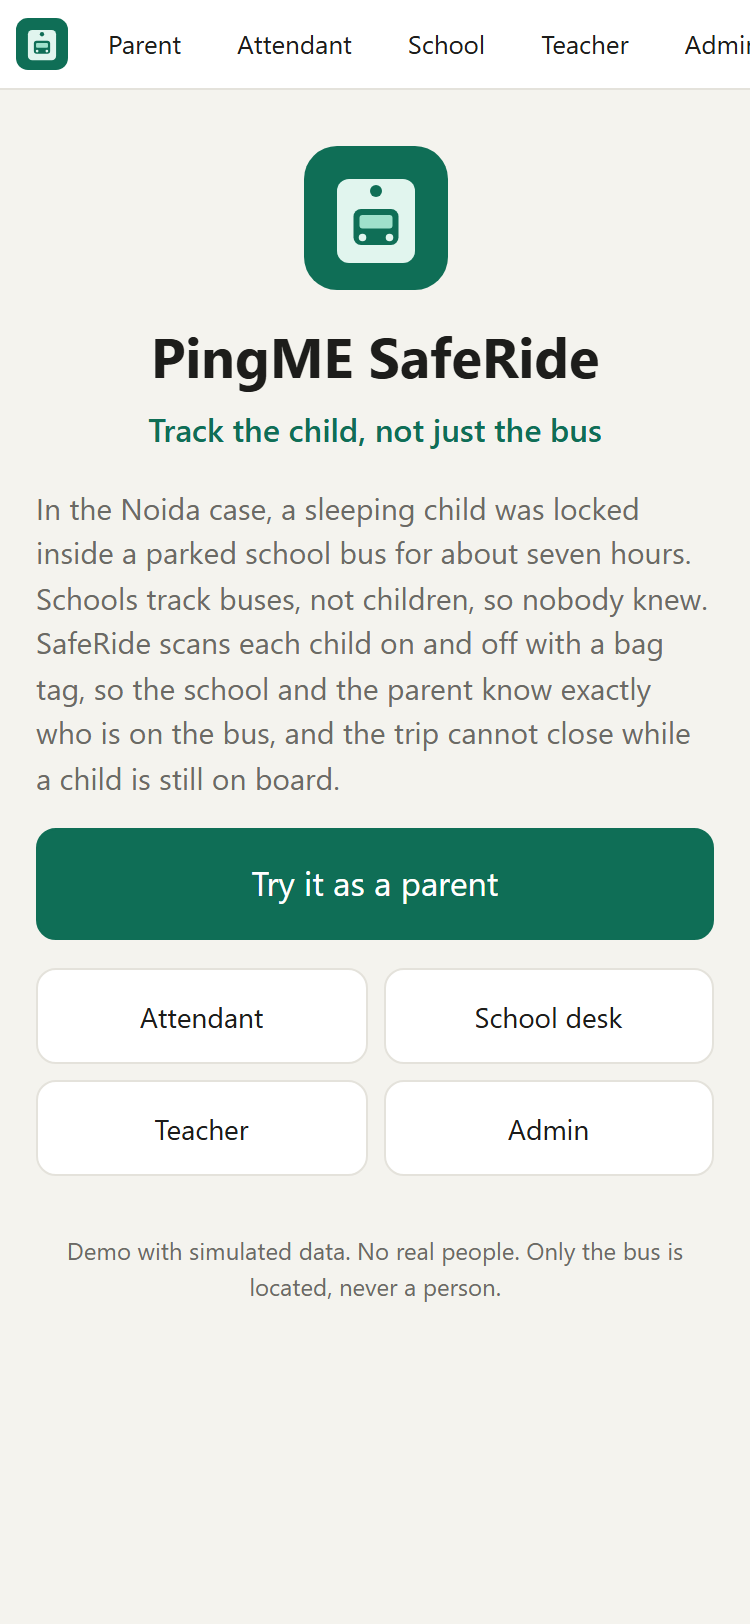 Parent Attendant School Teacher Admin
PingME SafeRide
Track the child, not just the bus
In the Noida case, a sleeping child was locked
inside a parked school bus for about seven hours.
Schools track buses, not children, so nobody knew.
SafeRide scans each child on and off with a bag
tag, so the school and the parent know exactly
who is on the bus, and the trip cannot close while
a child is still on board.
Try it as a parent
Attendant School desk
Teacher Admin
Demo with simulated data. No real people. Only the bus is
located, never a person.